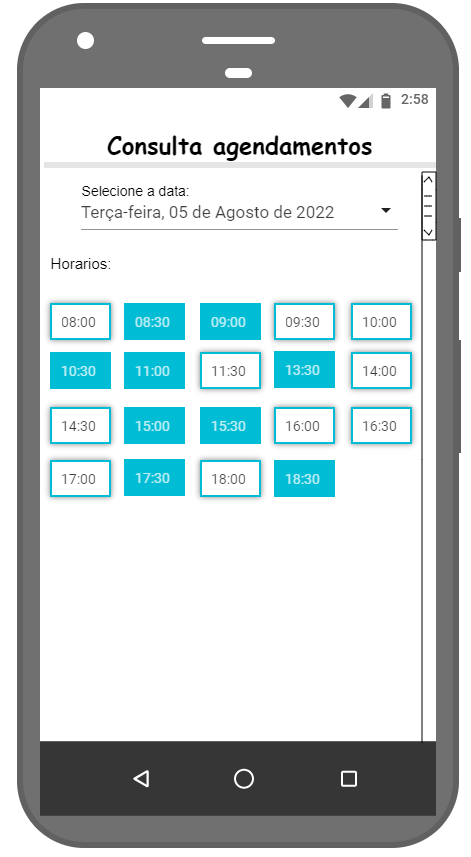 2:58
Consulta agendamentos
Selecione a data:
Terça-feira, 05 de Agosto de 2022
Horarios:
08:00 08:30 09:00 09:30 10:00
10:30 11:00 11:30 13:30 14:00
14:30 15:00 15:30 16:00 16:30
17:00 17:30 18:00 18:30